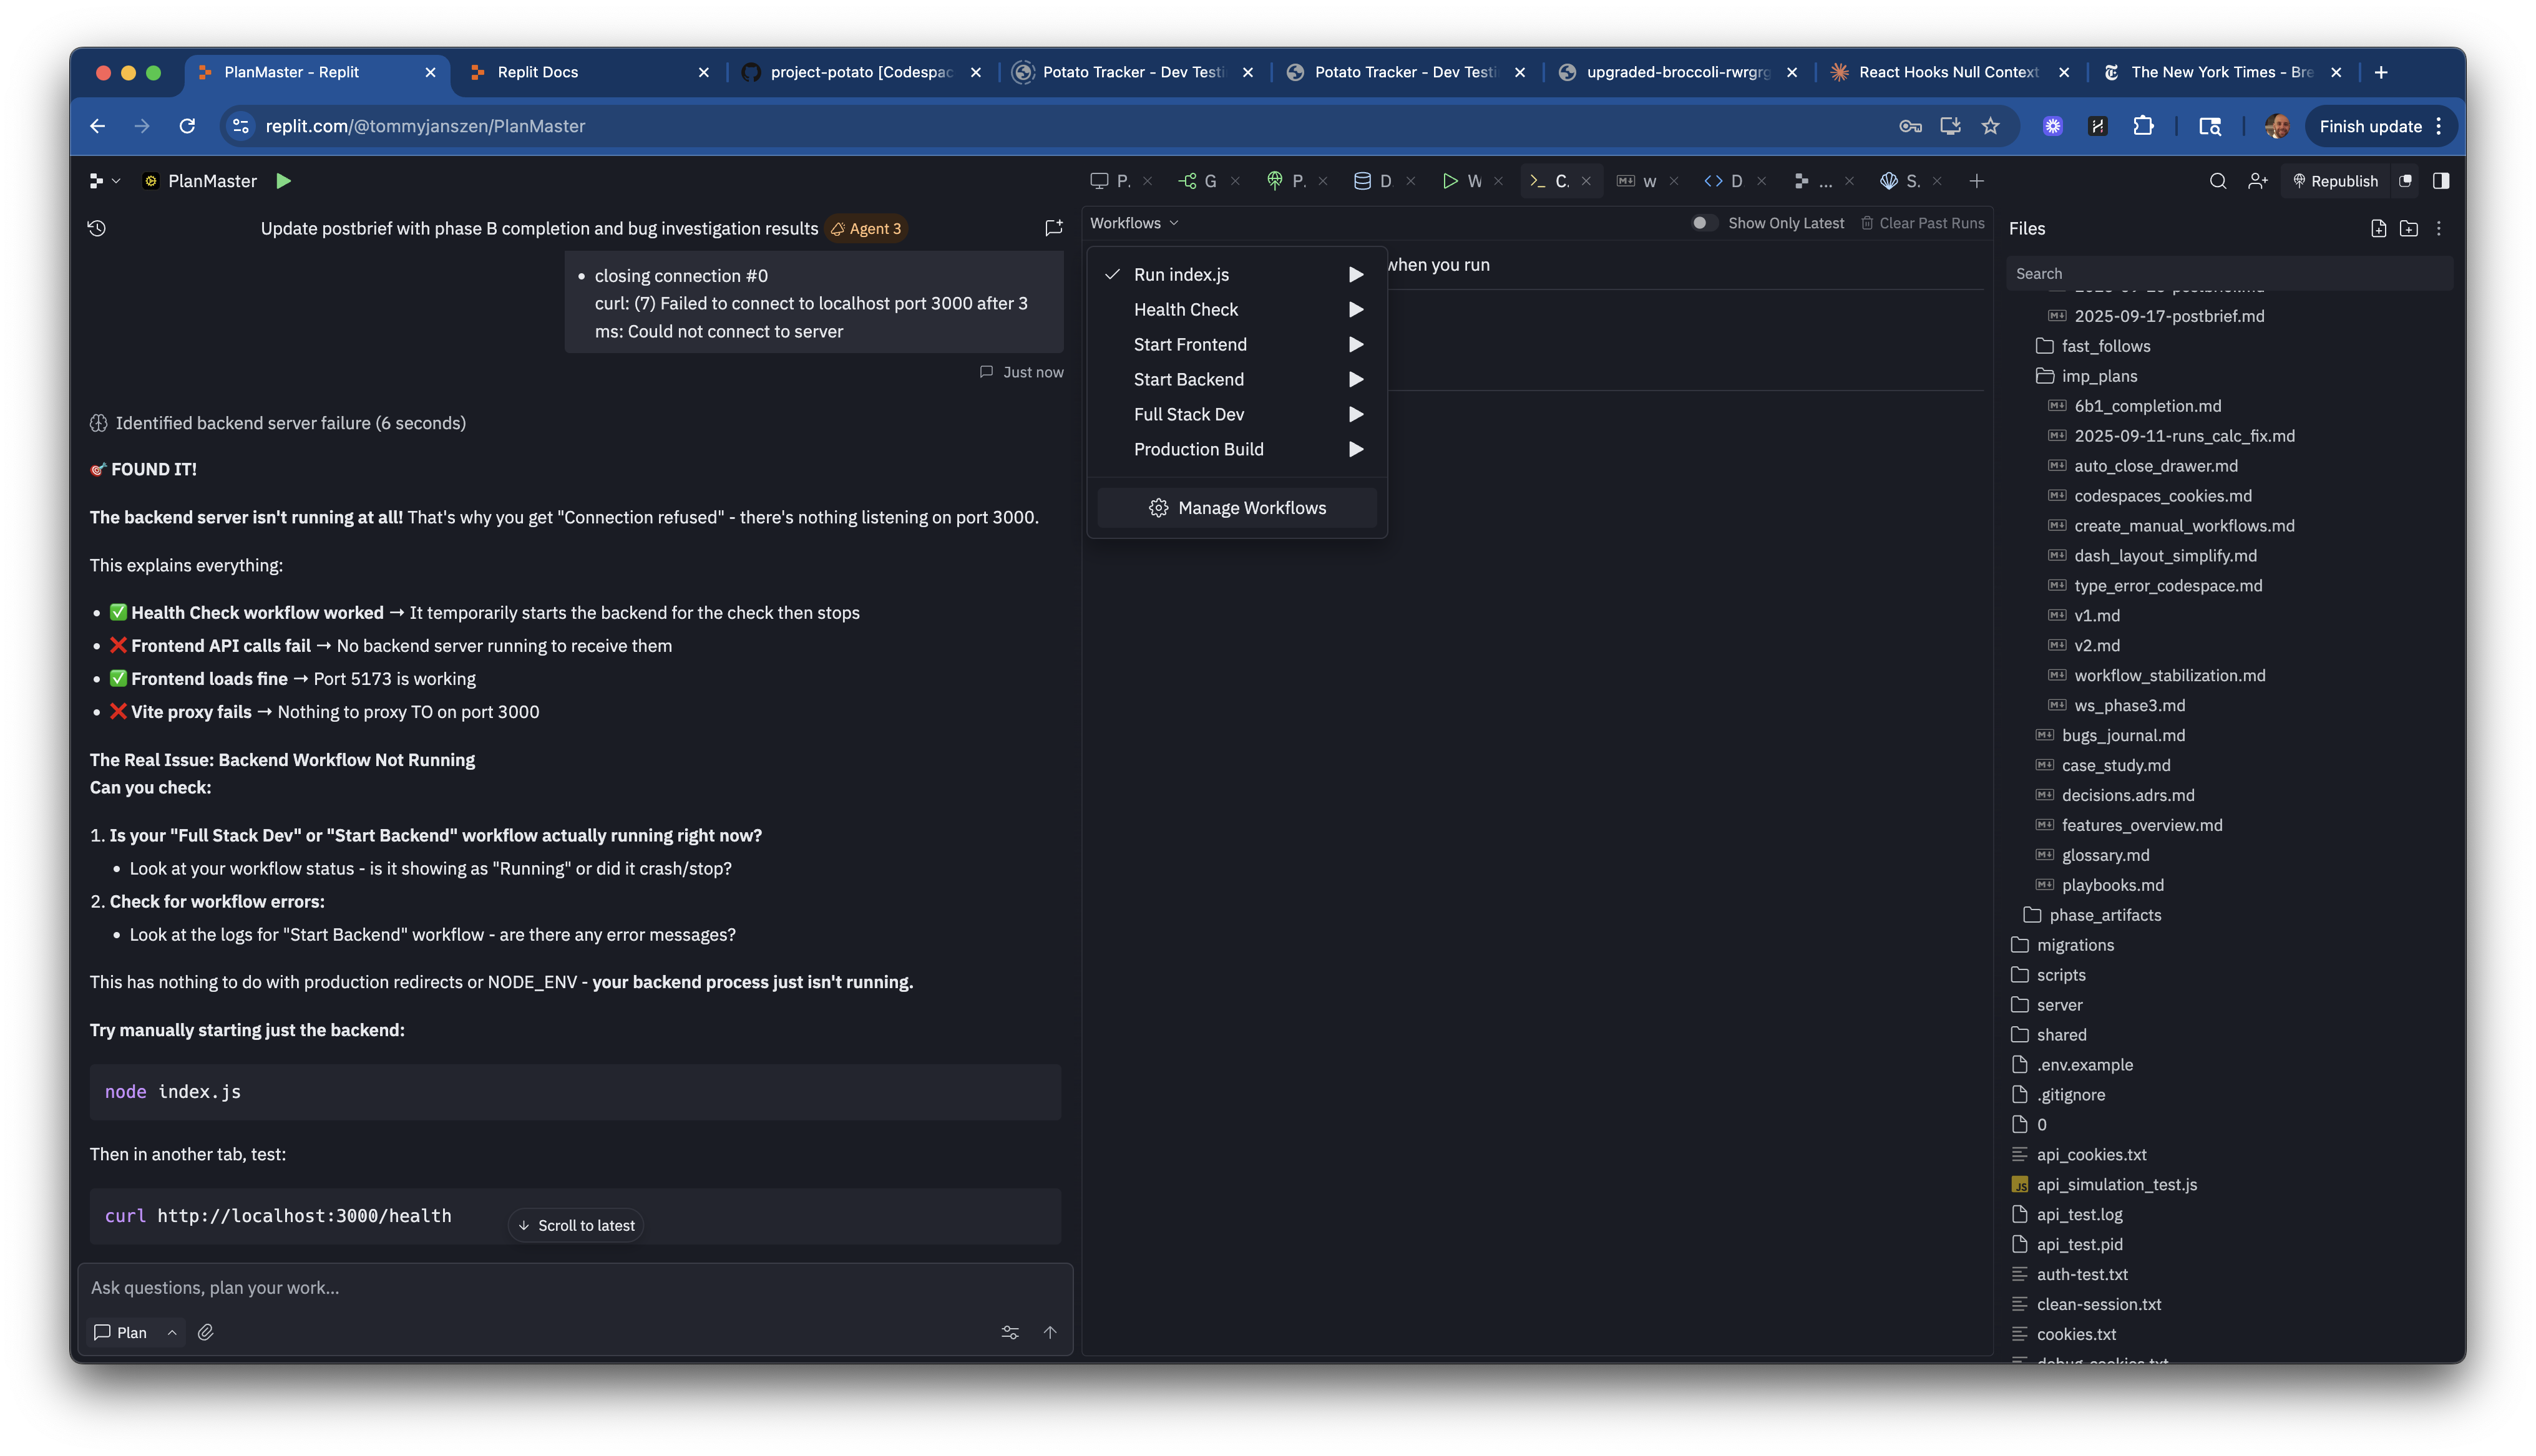 PlanMaster - Replit
Replit Docs
project-potato [Codespac
Potato Tracker - Dev Testi
Potato Tracker - Dev Testi
upgraded-broccoli-rwrgrg
React Hooks Null Context
The New York Times - Bre
replit.com/@tommyjanszen/PlanMaster
Finish update
PlanMaster
P.
G
P.
D
W
C.
w
D
...
S.
Republish
Update postbrief with phase B completion and bug investigation results
Agent 3
• closing connection #0
curl: (7) Failed to connect to localhost port 3000 after 3
ms: Could not connect to server
Just now
Identified backend server failure (6 seconds)
🎯 FOUND IT!
The backend server isn't running at all! That's why you get "Connection refused" - there's nothing listening on port 3000.
This explains everything:
• ✅ Health Check workflow worked → It temporarily starts the backend for the check then stops
• ❌ Frontend API calls fail → No backend server running to receive them
• ✅ Frontend loads fine → Port 5173 is working
• ❌ Vite proxy fails → Nothing to proxy TO on port 3000
The Real Issue: Backend Workflow Not Running
Can you check:
1. Is your "Full Stack Dev" or "Start Backend" workflow actually running right now?
• Look at your workflow status - is it showing as "Running" or did it crash/stop?
2. Check for workflow errors:
• Look at the logs for "Start Backend" workflow - are there any error messages?
This has nothing to do with production redirects or NODE_ENV - your backend process just isn't running.
Try manually starting just the backend:
node index.js
Then in another tab, test:
curl http://localhost:3000/health
Scroll to latest
Ask questions, plan your work...
Plan
Workflows
Show Only Latest
Clear Past Runs
when you run
Run index.js
Health Check
Start Frontend
Start Backend
Full Stack Dev
Production Build
Manage Workflows
Files
Search
2025-09-17-postbrief.md
fast_follows
imp_plans
6b1_completion.md
2025-09-11-runs_calc_fix.md
auto_close_drawer.md
codespaces_cookies.md
create_manual_workflows.md
dash_layout_simplify.md
type_error_codespace.md
v1.md
v2.md
workflow_stabilization.md
ws_phase3.md
bugs_journal.md
case_study.md
decisions.adrs.md
features_overview.md
glossary.md
playbooks.md
phase_artifacts
migrations
scripts
server
shared
.env.example
.gitignore
0
api_cookies.txt
JS api_simulation_test.js
api_test.log
api_test.pid
auth-test.txt
clean-session.txt
cookies.txt